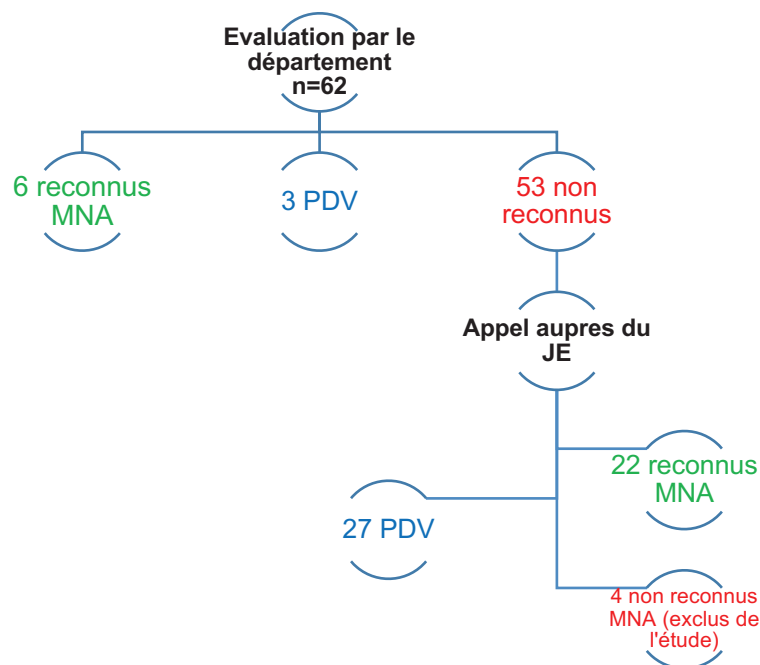 Evaluation par le
département
n=62
6 reconnus
MNA
3 PDV
53 non
reconnus
Appel aupres du
JE
22 reconnus
MNA
27 PDV
4 non reconnus
MNA (exclus de
l'étude)